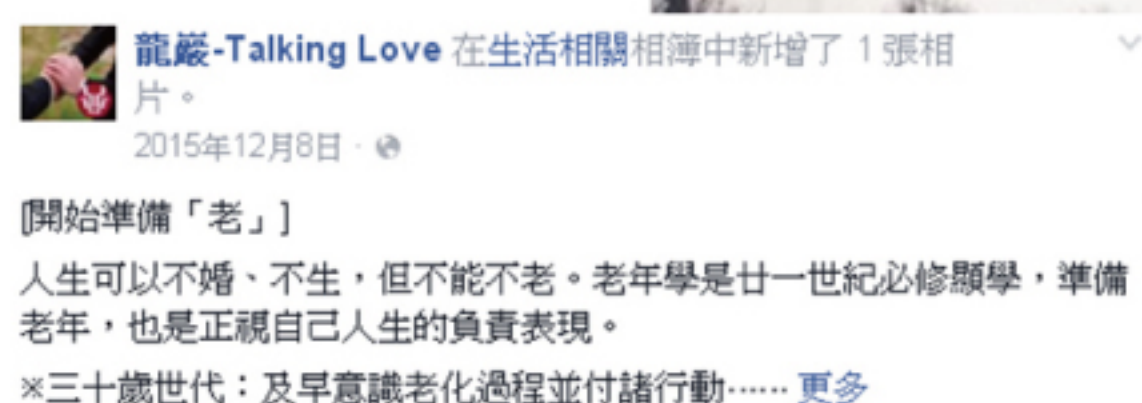 龍巖-Talking Love 在生活相關相簿中新增了 1 張相
片。
2015年12月8日 ·
[開始準備「老」]
人生可以不婚、不生，但不能不老。老年學是廿一世紀必修顯學，準備
老年，也是正視自己人生的負責表現。
※三十歲世代：及早意識老化過程並付諸行動…… 更多